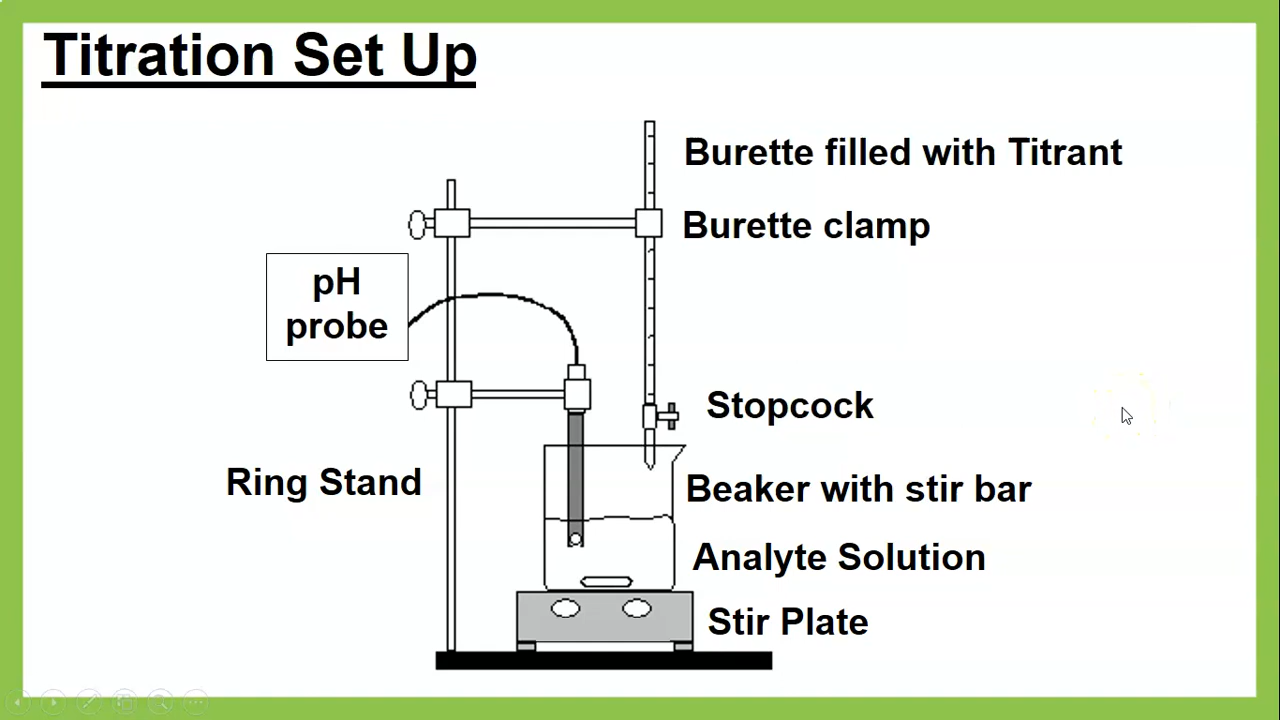 Titration Set Up
Burette filled with Titrant
Burette clamp
pH
probe
Stopcock
Ring Stand
Beaker with stir bar
Analyte Solution
Stir Plate